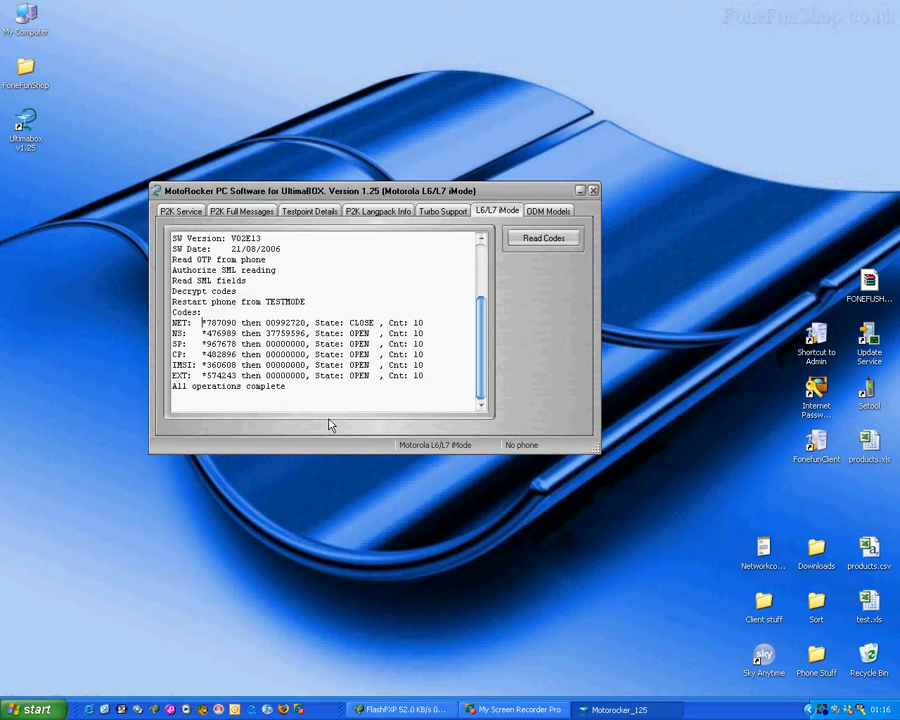 FoneFunShop.co.uk
My Computer
FoneFunShop
Ultimabox
v1.25
MotoRocker PC Software for UltimaBOX. Version 1.25 (Motorola L6/L7 iMode)
P2K Service
P2K Full Messages
Testpoint Details
P2K Langpack Info
Turbo Support
L6/L7 iMode
ODM Models
SW Version: V02E13
SW Date: 21/08/2006
Read OTP from phone
Authorize SML reading
Read SML fields
Decrypt codes
Restart phone from TESTMODE
Codes:
NET: *787090 then 00992720, State: CLOSE , Cnt: 10
NS: *476989 then 37759596, State: OPEN , Cnt: 10
SP: *967678 then 00000000, State: OPEN , Cnt: 10
CP: *482896 then 00000000, State: OPEN , Cnt: 10
IMSI: *360608 then 00000000, State: OPEN , Cnt: 10
EXT: *574243 then 00000000, State: OPEN , Cnt: 10
All operations complete
Read Codes
Motorola L6/L7 iMode
No phone
FONEFUSH...
Shortcut to
Admin
Update
Service
Internet
Passw...
Setool
FonefunClient
products.xls
Networkco...
Downloads
products.csv
Client stuff
Sort
test.xls
sky
Sky Anytime
Phone Stuff
Recycle Bin
start
FlashFXP 52.0 KB/s 0...
My Screen Recorder Pro
Motorocker_125
01:16